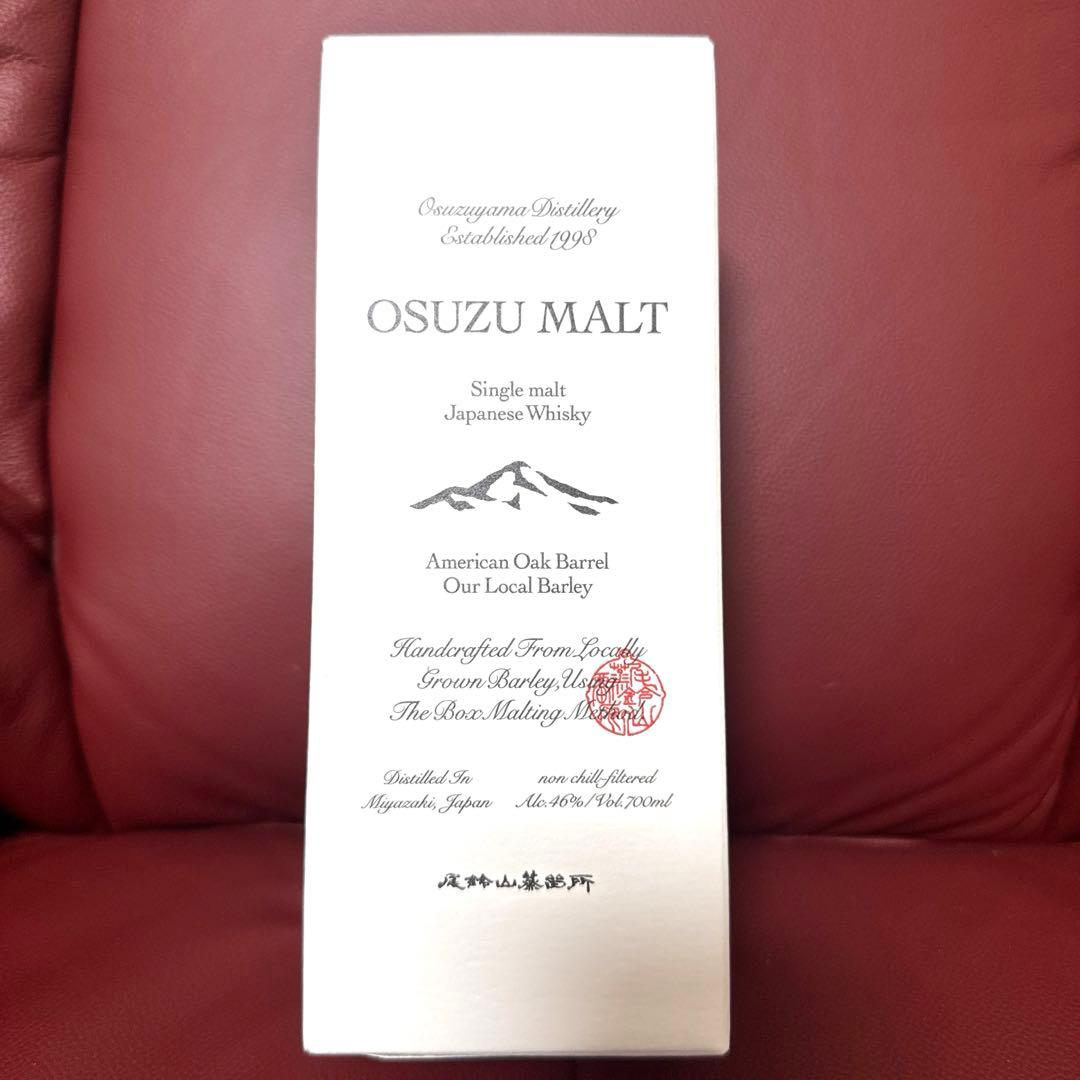 Osuzuyama Distillery
Established 1998
OSUZU MALT
Single malt
Japanese Whisky
American Oak Barrel
Our Local Barley
Handcrafted From Locally
Grown Barley, Using
The Box Malting Method.
Distilled In
Miyazaki, Japan
non chill-filtered
Alc.46%/Vol.700ml
尾鈴山蒸留所